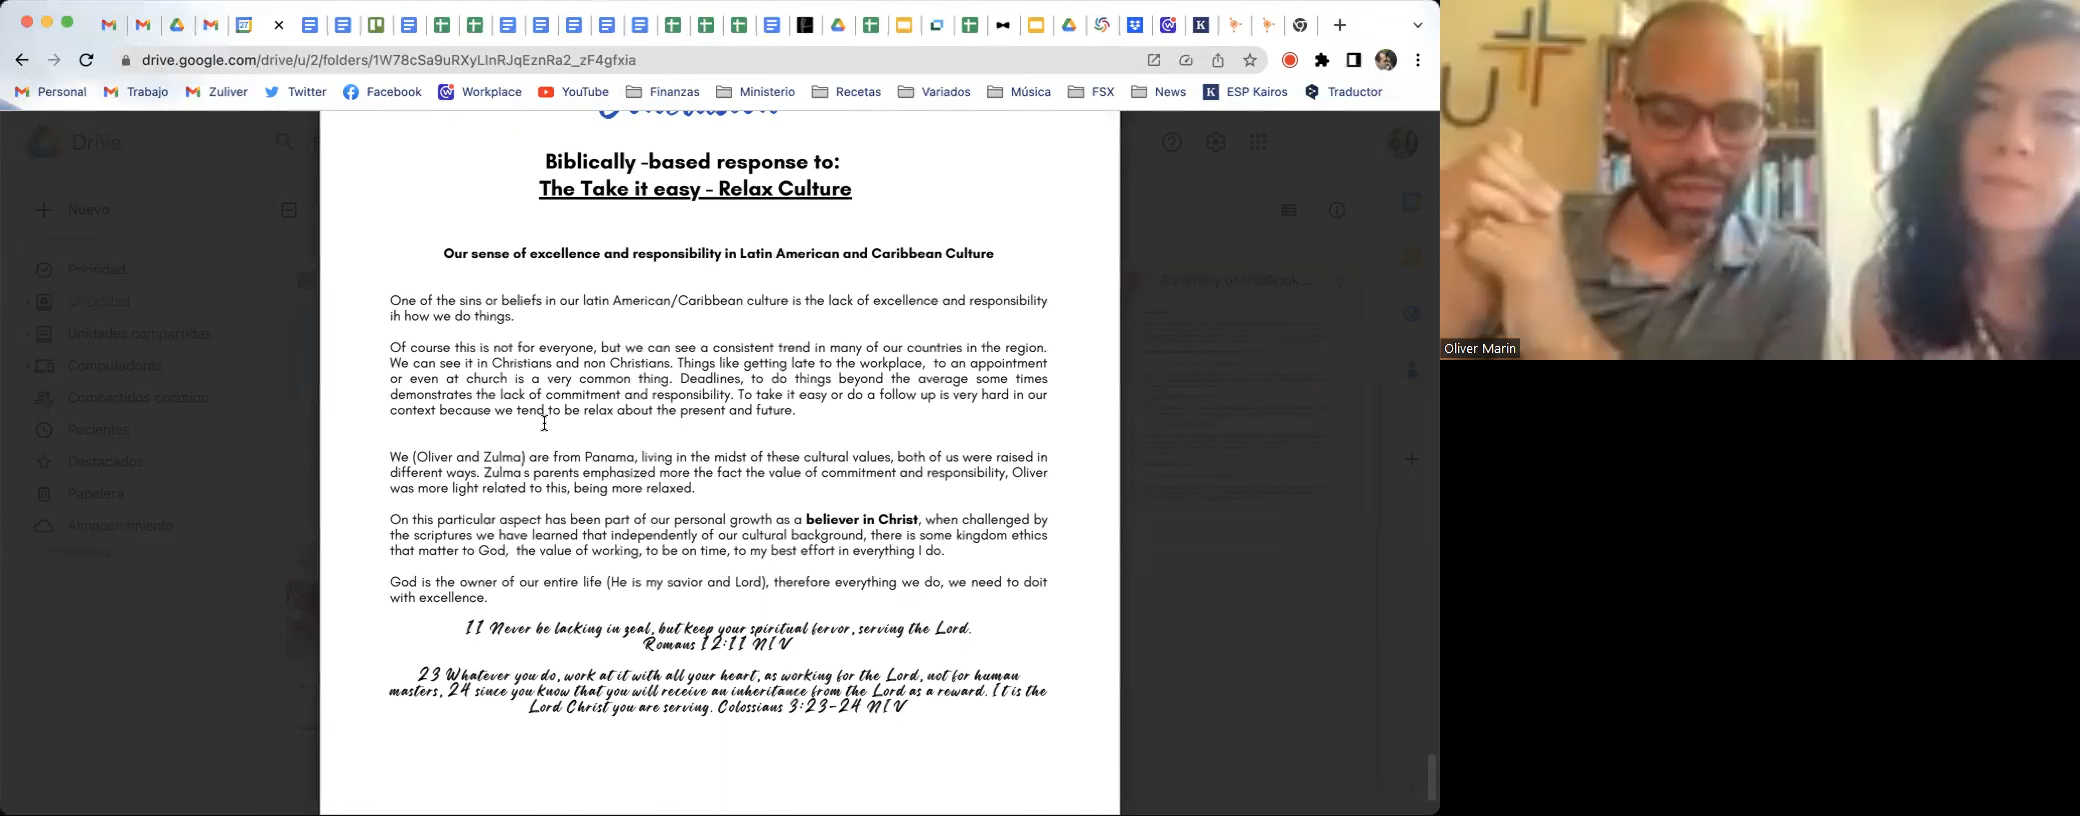 27
drive.google.com/drive/u/2/folders/1W78cSa9uRXyLInRJqEznRa2_zF4gfxia
Personal Trabajo Zuliver Twitter Facebook Workplace YouTube Finanzas Ministerio Recetas Variados Música FSX News ESP Kairos Traductor
Drive
Nuevo
Prioridad
Mi unidad
Unidades compartidas
Computadoras
Compartidos conmigo
Recientes
Destacados
Papelera
Almacenamiento
Conclusion
Biblically -based response to:
The Take it easy - Relax Culture
Our sense of excellence and responsibility in Latin American and Caribbean Culture
One of the sins or beliefs in our latin American/Caribbean culture is the lack of excellence and responsibility
ih how we do things.
Of course this is not for everyone, but we can see a consistent trend in many of our countries in the region.
We can see it in Christians and non Christians. Things like getting late to the workplace, to an appointment
or even at church is a very common thing. Deadlines, to do things beyond the average some times
demonstrates the lack of commitment and responsibility. To take it easy or do a follow up is very hard in our
context because we tend to be relax about the present and future.
We (Oliver and Zulma) are from Panama, living in the midst of these cultural values, both of us were raised in
different ways. Zulma s parents emphasized more the fact the value of commitment and responsibility, Oliver
was more light related to this, being more relaxed.
On this particular aspect has been part of our personal growth as a believer in Christ, when challenged by
the scriptures we have learned that independently of our cultural background, there is some kingdom ethics
that matter to God, the value of working, to be on time, to my best effort in everything I do.
God is the owner of our entire life (He is my savior and Lord), therefore everything we do, we need to doit
with excellence.
11 Never be lacking in zeal, but keep your spiritual fervor, serving the Lord.
Romans 12:11 NIV
23 Whatever you do, work at it with all your heart, as working for the Lord, not for human
masters, 24 since you know that you will receive an inheritance from the Lord as a reward. It is the
Lord Christ you are serving. Colossians 3:23-24 NIV
Oliver Marin